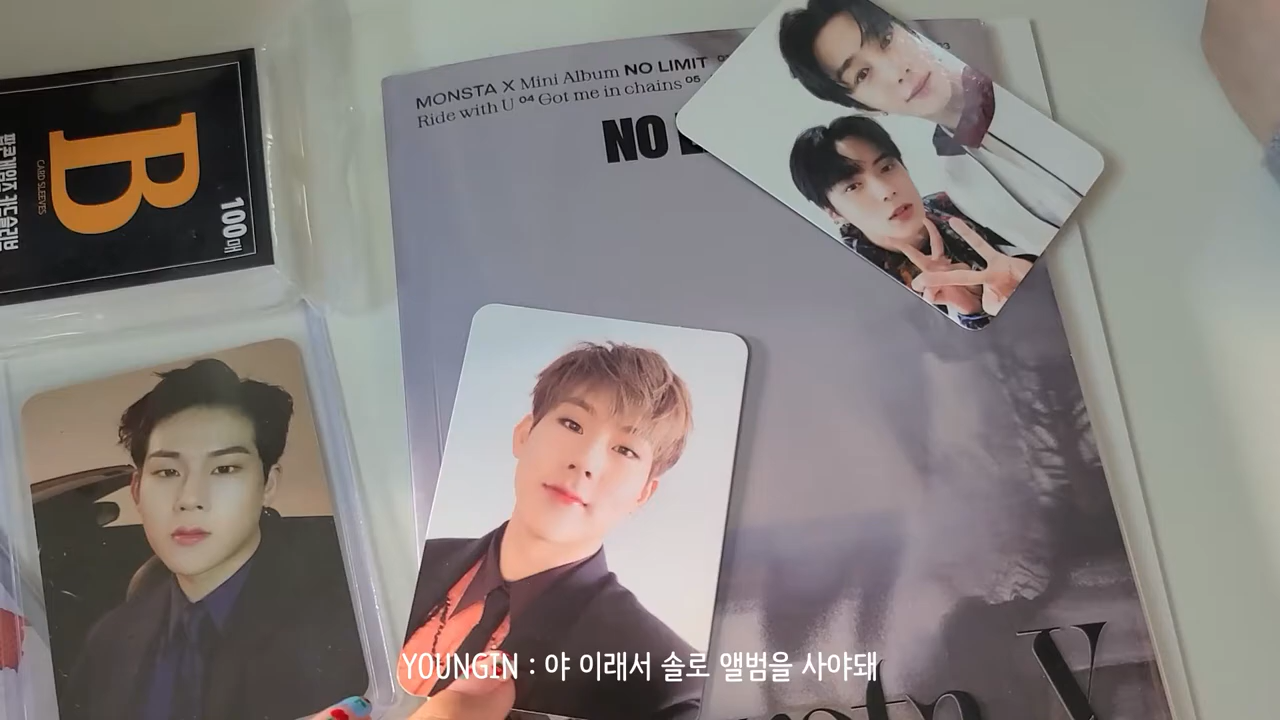 MONSTA X Mini Album NO LIMIT
Ride with U 04 Got me in chains 05
NO
B
CARD SLEEVES
100매
YOUNGIN : 야 이래서 솔로 앨범을 사야돼